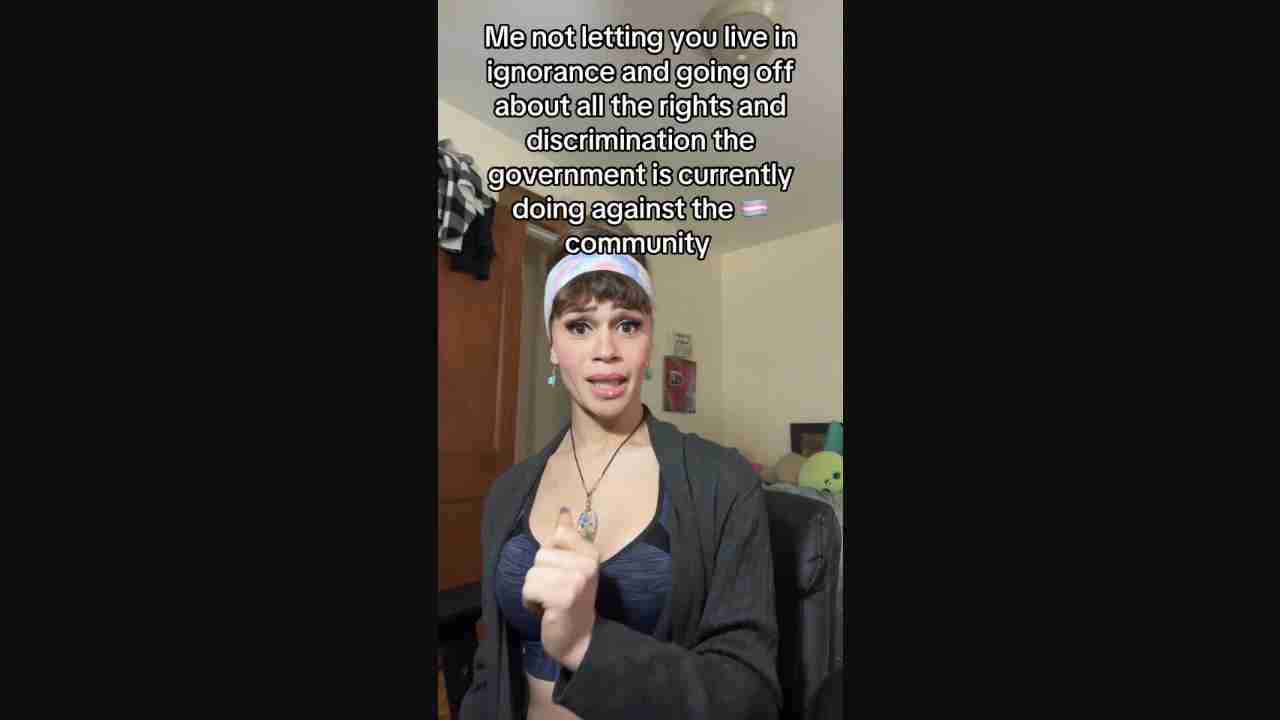 Me not letting you live in
ignorance and going off
about all the rights and
discrimination the
government is currently
doing against the 🏳️‍⚧️
community